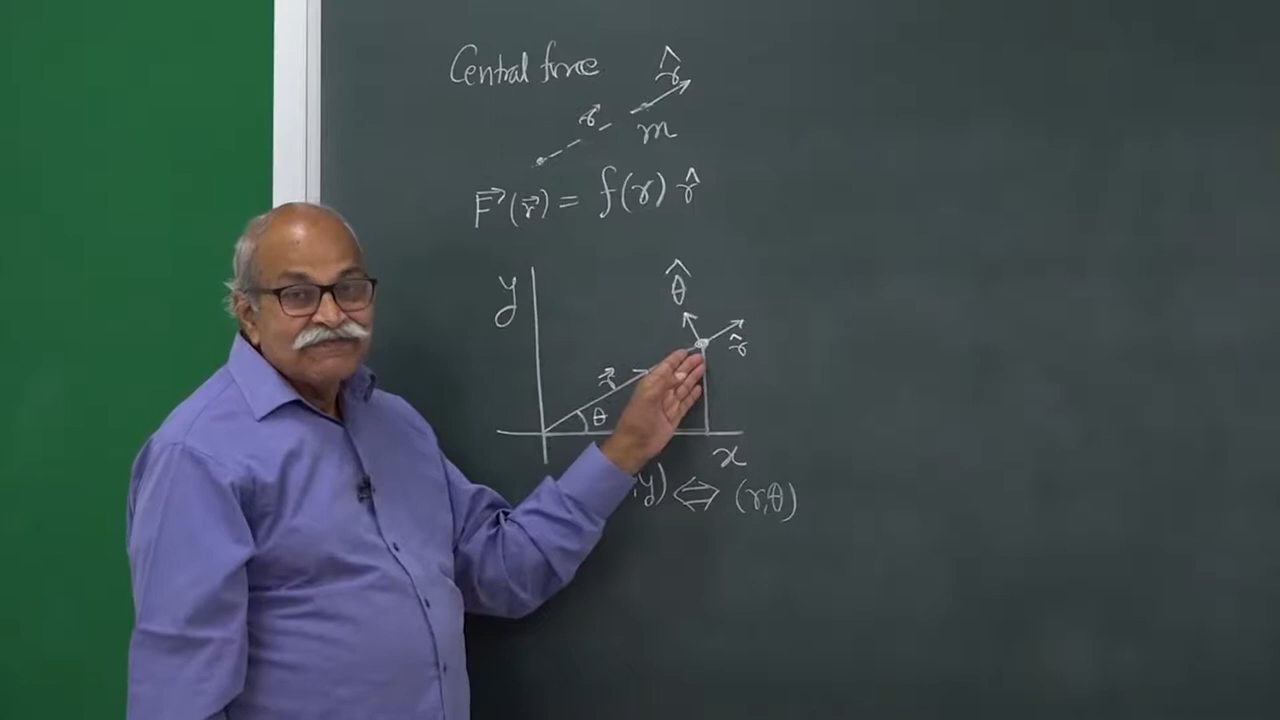 Central force
r̂
r⃗
m
F⃗(r⃗) = f(r) r̂
y
θ̂
r̂
r⃗
θ
x
,y) ⇔ (r,θ)